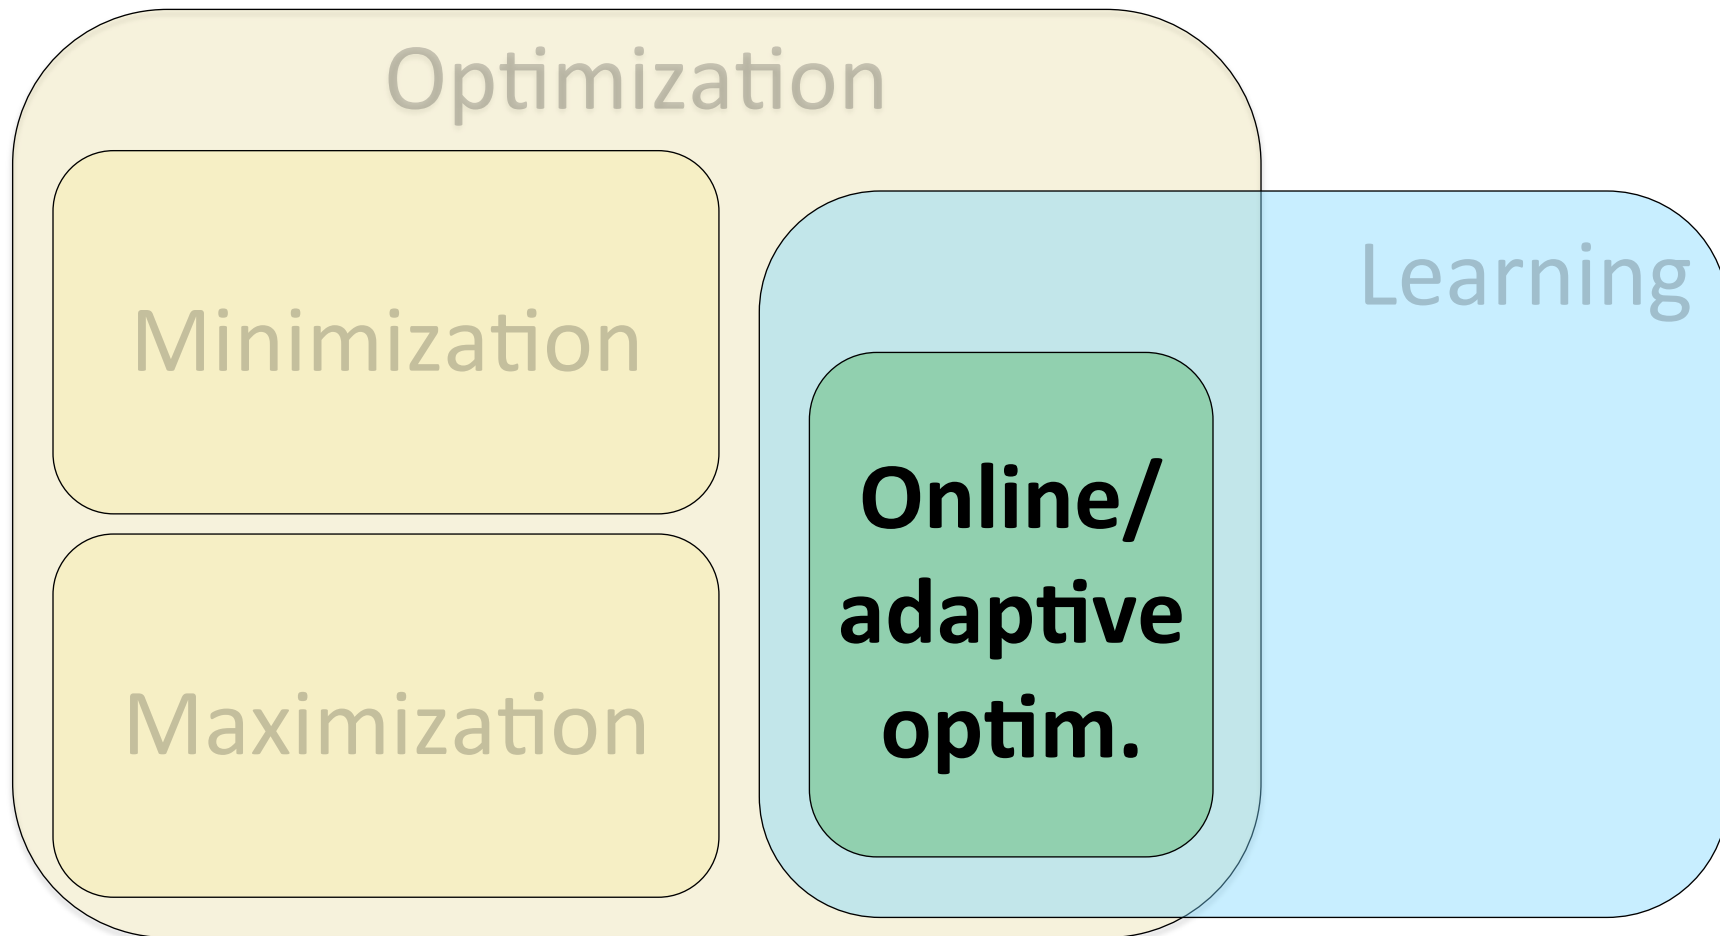 Optimization
Learning
Minimization
Online/
adaptive
optim.
Maximization